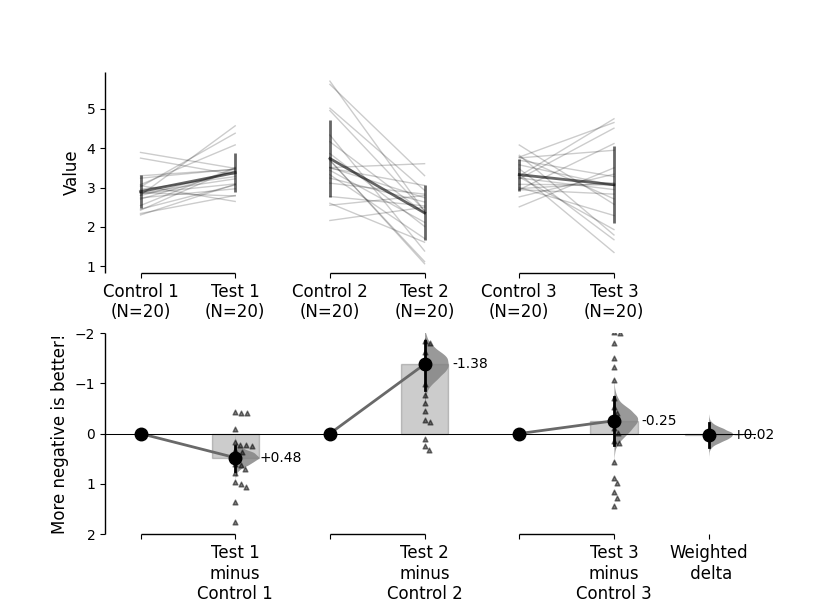 5
4
3
2
1
Value
Control 1
(N=20)
Test 1
(N=20)
Control 2
(N=20)
Test 2
(N=20)
Control 3
(N=20)
Test 3
(N=20)
−2
−1
0
1
2
More negative is better!
+0.48
-1.38
-0.25
+0.02
Test 1
minus
Control 1
Test 2
minus
Control 2
Test 3
minus
Control 3
Weighted
delta